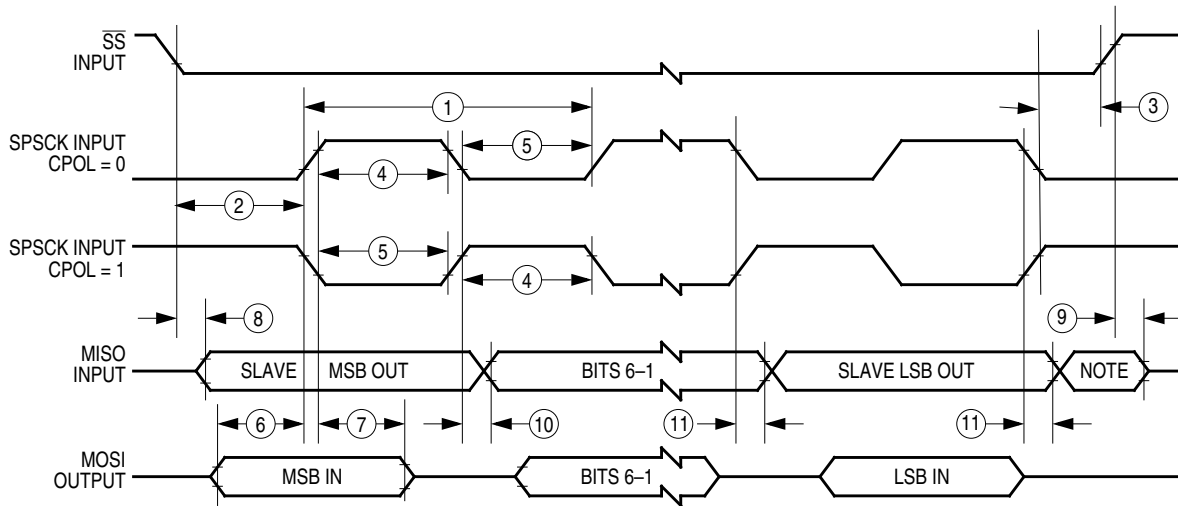 SS
INPUT
1
3
SPSCK INPUT
CPOL = 0
5
4
2
SPSCK INPUT
CPOL = 1
5
4
8
9
MISO
INPUT
SLAVE MSB OUT
BITS 6–1
SLAVE LSB OUT
NOTE
6
7
10
11
11
MOSI
OUTPUT
MSB IN
BITS 6–1
LSB IN